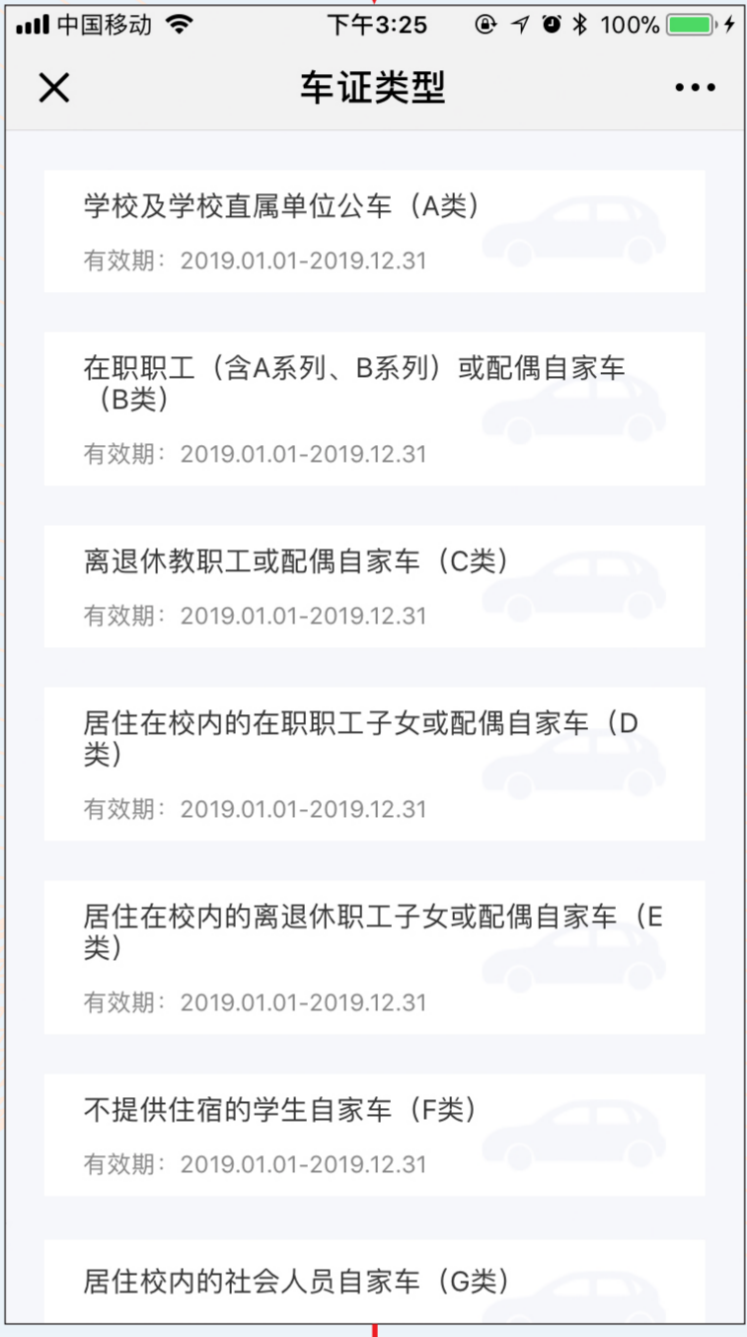 中国移动 下午3:25 100%
车证类型
学校及学校直属单位公车（A类）
有效期：2019.01.01-2019.12.31
在职职工（含A系列、B系列）或配偶自家车
（B类）
有效期：2019.01.01-2019.12.31
离退休教职工或配偶自家车（C类）
有效期：2019.01.01-2019.12.31
居住在校内的在职职工子女或配偶自家车（D
类）
有效期：2019.01.01-2019.12.31
居住在校内的离退休职工子女或配偶自家车（E
类）
有效期：2019.01.01-2019.12.31
不提供住宿的学生自家车（F类）
有效期：2019.01.01-2019.12.31
居住校内的社会人员自家车（G类）